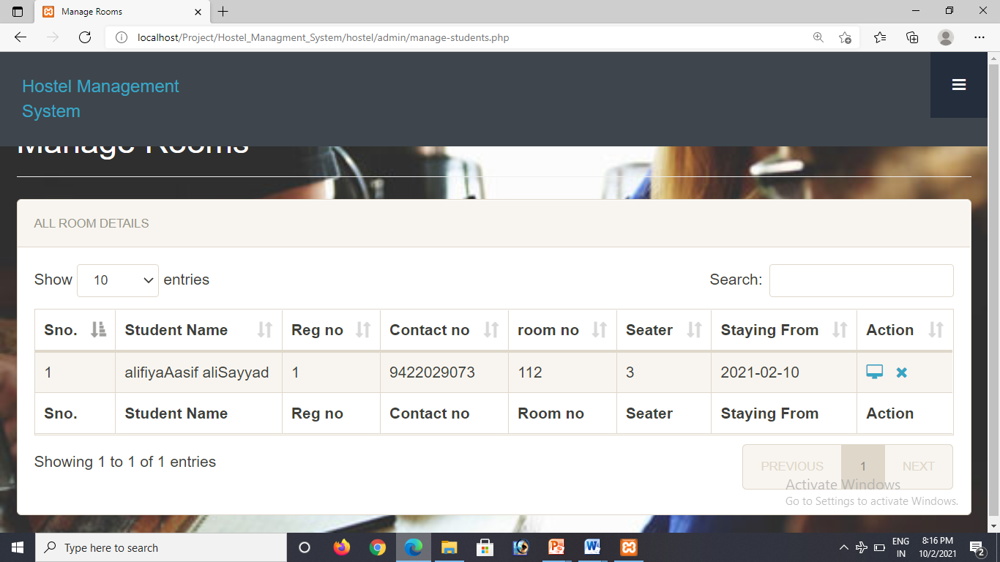 Manage Rooms
localhost/Project/Hostel_Managment_System/hostel/admin/manage-students.php
Hostel Management
System
Manage Rooms
ALL ROOM DETAILS
Show 10 entries Search:
Sno. Student Name Reg no Contact no room no Seater Staying From Action
1 alifiyaAasif aliSayyad 1 9422029073 112 3 2021-02-10
Sno. Student Name Reg no Contact no Room no Seater Staying From Action
Showing 1 to 1 of 1 entries
PREVIOUS 1 NEXT
Activate Windows
Go to Settings to activate Windows.
Type here to search
ENG
IN
8:16 PM
10/2/2021
2